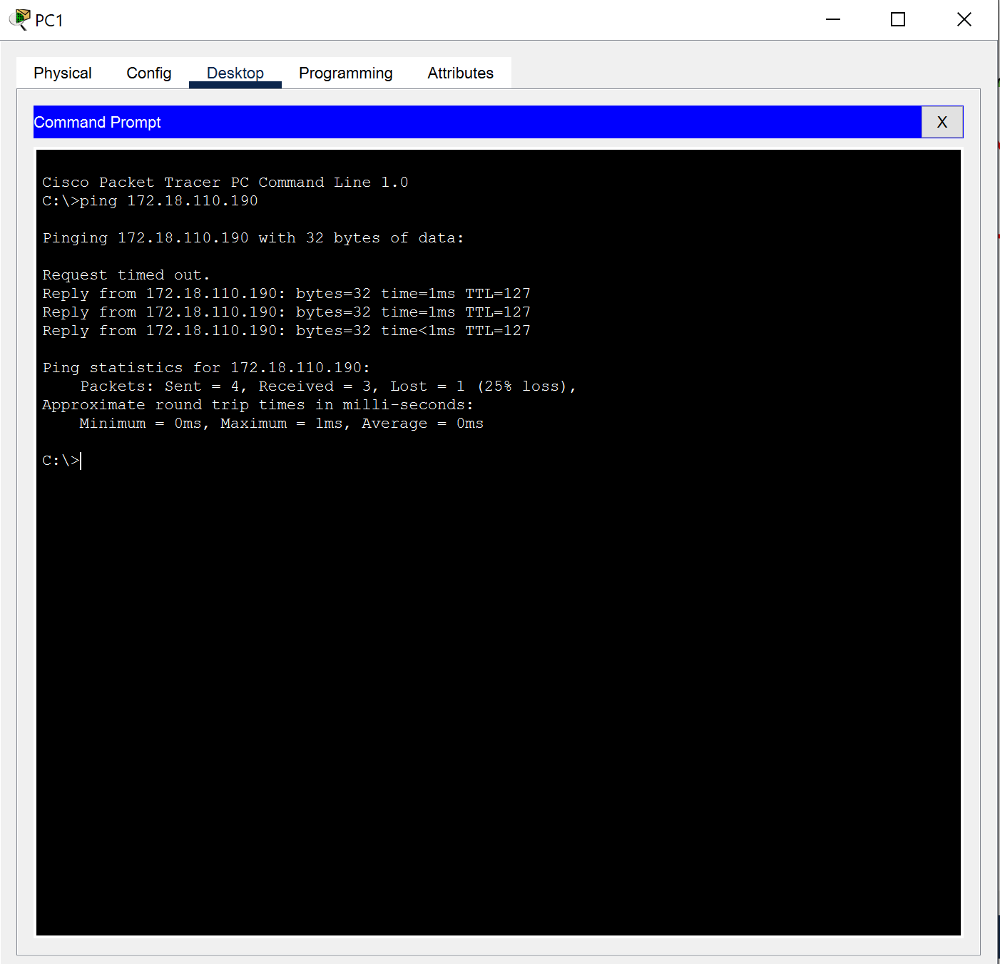 PC1
Physical Config Desktop Programming Attributes
Command Prompt X
Cisco Packet Tracer PC Command Line 1.0
C:\>ping 172.18.110.190
Pinging 172.18.110.190 with 32 bytes of data:
Request timed out.
Reply from 172.18.110.190: bytes=32 time=1ms TTL=127
Reply from 172.18.110.190: bytes=32 time=1ms TTL=127
Reply from 172.18.110.190: bytes=32 time<1ms TTL=127
Ping statistics for 172.18.110.190:
Packets: Sent = 4, Received = 3, Lost = 1 (25% loss),
Approximate round trip times in milli-seconds:
Minimum = 0ms, Maximum = 1ms, Average = 0ms
C:\>